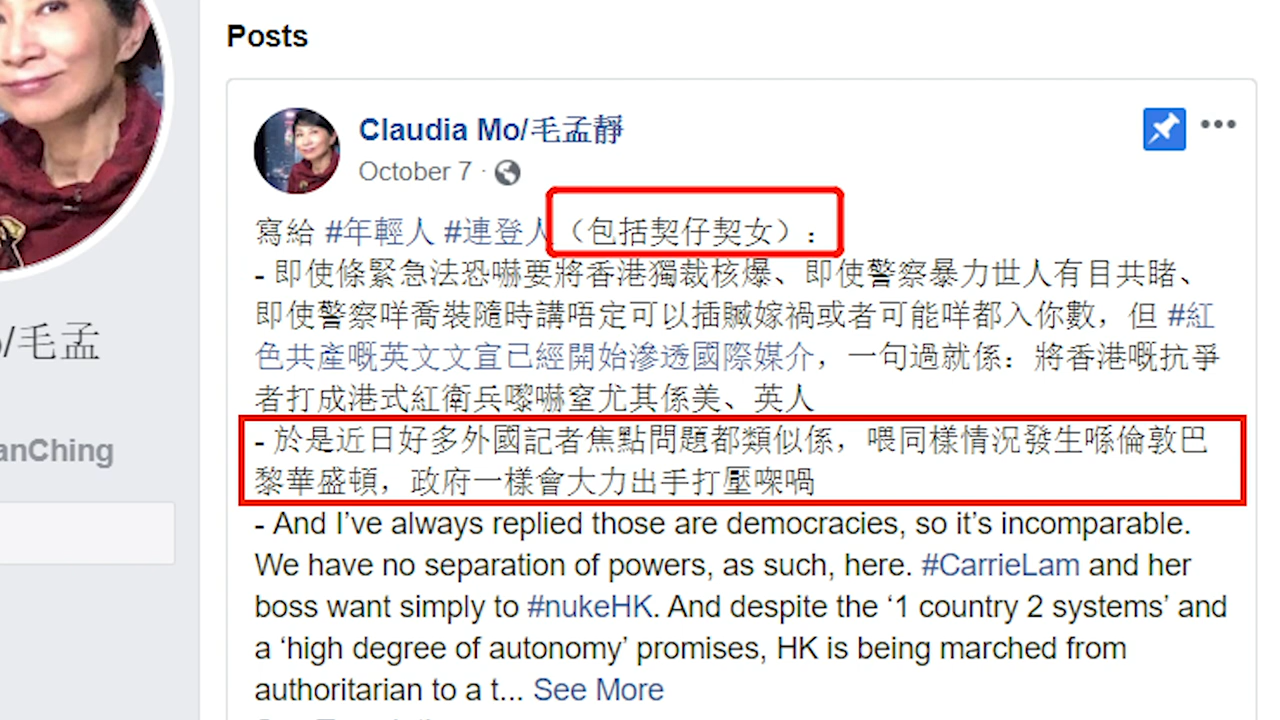 Posts
Claudia Mo/毛孟靜
October 7 ·
寫給 #年輕人 #連登人（包括契仔契女）：
- 即使條緊急法恐嚇要將香港獨裁核爆、即使警察暴力世人有目共睹、
即使警察咩喬裝隨時講唔定可以插贓嫁禍或者可能咩都入你數，但 #紅
色共產嘅英文文宣已經開始滲透國際媒介，一句過就係：將香港嘅抗爭
者打成港式紅衛兵嚟嚇窒尤其係美、英人
- 於是近日好多外國記者焦點問題都類似係，喂同樣情況發生喺倫敦巴
黎華盛頓，政府一樣會大力出手打壓㗎喎
- And I’ve always replied those are democracies, so it’s incomparable.
We have no separation of powers, as such, here. #CarrieLam and her
boss want simply to #nukeHK. And despite the ‘1 country 2 systems’ and
a ‘high degree of autonomy’ promises, HK is being marched from
authoritarian to a t... See More
/毛孟
anChing